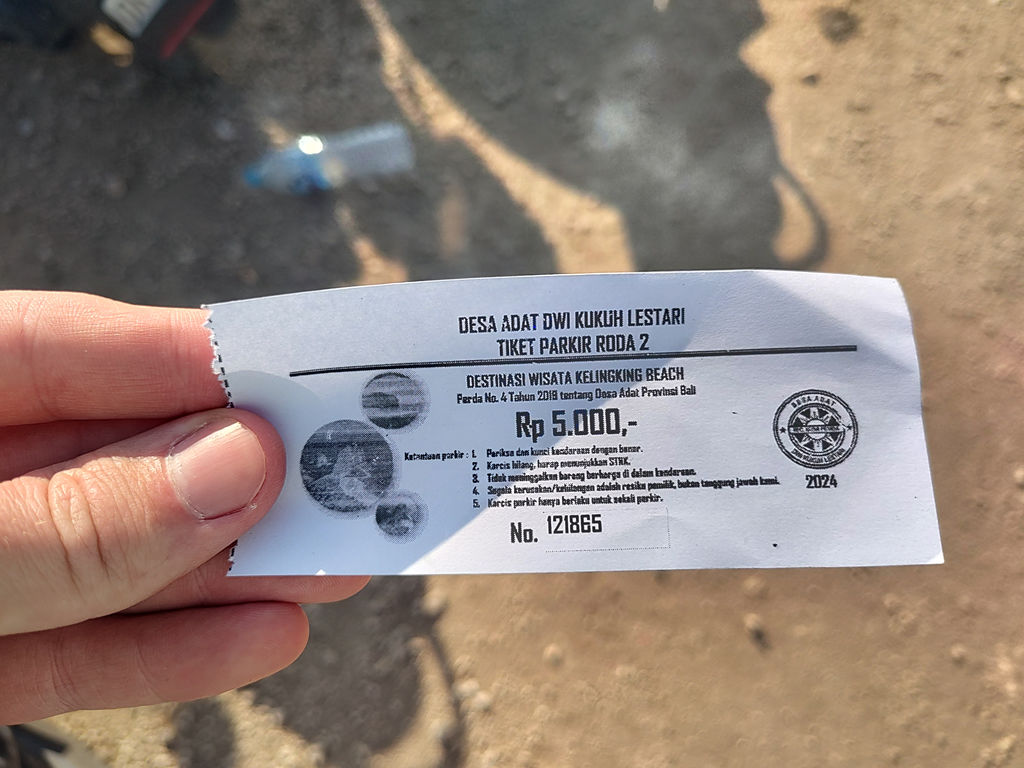 DESA ADAT DWI KUKUH LESTARI
TIKET PARKIR RODA 2
DESTINASI WISATA KELINGKING BEACH
Perda No. 4 Tahun 2019 tentang Desa Adat Provinsi Bali
Rp 5.000,-
Ketentuan parkir : 1. Periksa dan kunci kendaraan dengan benar.
2. Karcis hilang, harap menunjukkan STNK.
3. Tidak meninggalkan barang berharga di dalam kendaraan.
4. Segala kerusakan/kehilangan adalah resiko pemilik, bukan tanggung jawab kami.
5. Karcis parkir hanya berlaku untuk sekali parkir.
No. 121865
DESA ADAT
2024